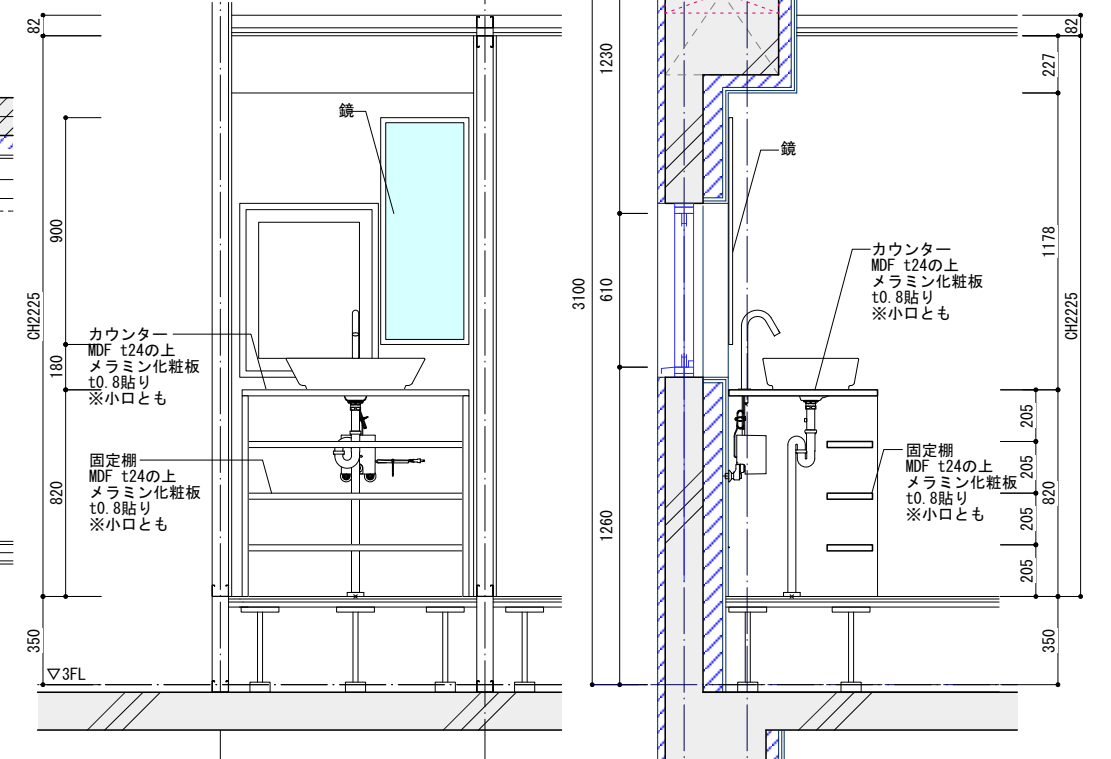 82
鏡
900
CH2225
カウンター
MDF t24の上
メラミン化粧板
t0.8貼り
※小口とも
180
固定棚
MDF t24の上
メラミン化粧板
t0.8貼り
※小口とも
820
350
▽3FL
1230
3100
610
1260
鏡
カウンター
MDF t24の上
メラミン化粧板
t0.8貼り
※小口とも
固定棚
MDF t24の上
メラミン化粧板
t0.8貼り
※小口とも
82
227
1178
CH2225
205
205
820
205
205
350